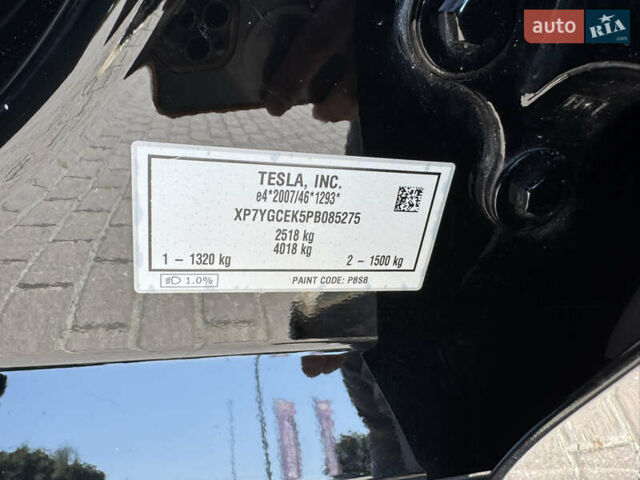 auto RIA.com
TESLA, INC.
e4*2007/46*1293*
XP7YGCEK5PB085275
2518 kg
4018 kg
1 – 1320 kg 2 – 1500 kg
1.0% PAINT CODE: PBSB